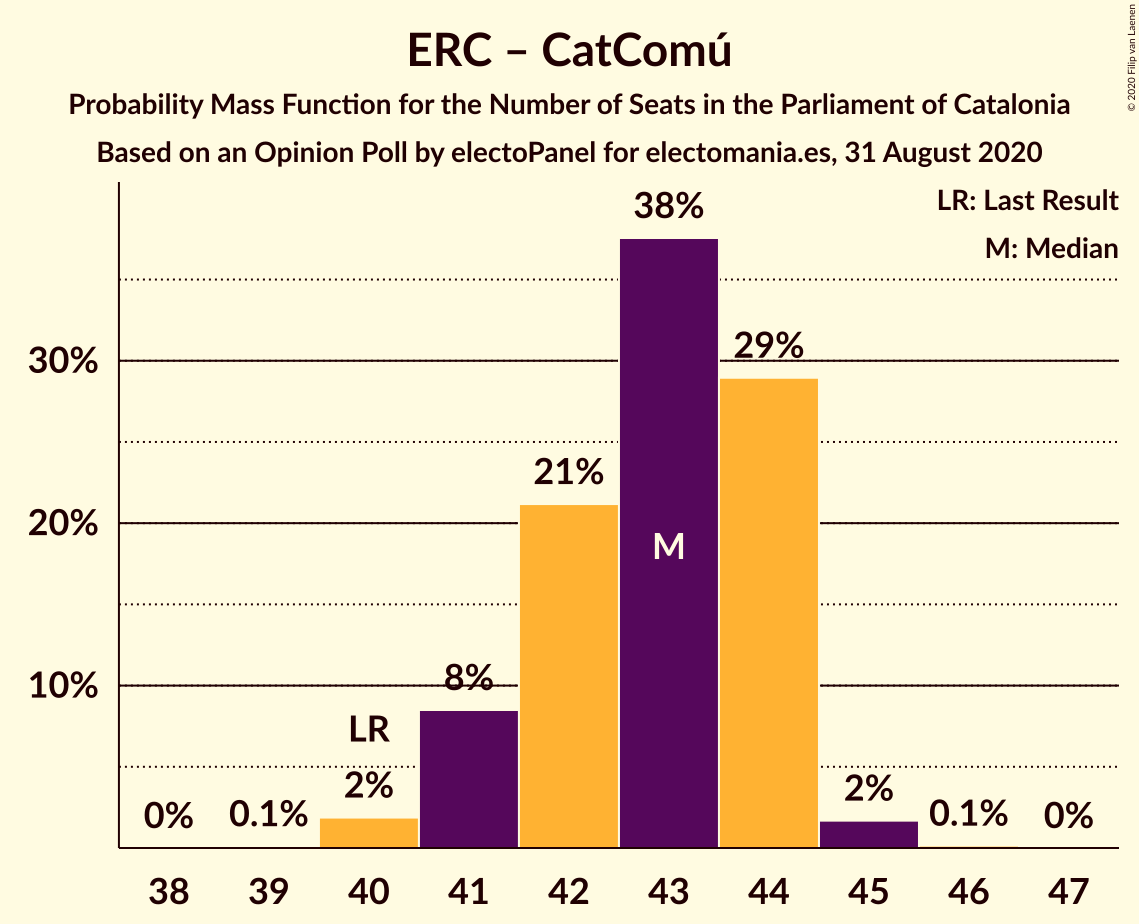 ERC – CatComú
Probability Mass Function for the Number of Seats in the Parliament of Catalonia
Based on an Opinion Poll by electoPanel for electomania.es, 31 August 2020
© 2020 Filip van Laenen
LR: Last Result
M: Median
38%
30%
29%
21%
20%
M
10%
8%
LR
0%
0.1%
2%
2%
0.1%
0%
38
39
40
41
42
43
44
45
46
47